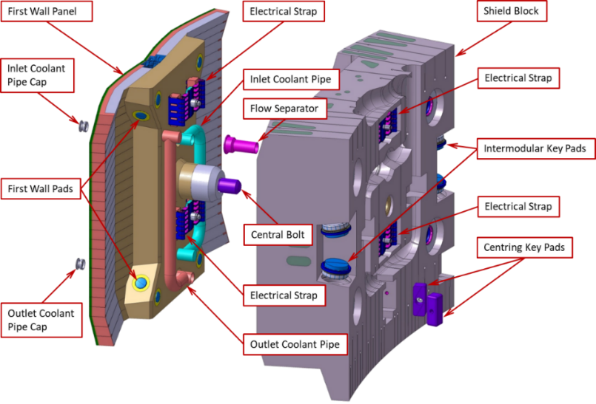 First Wall Panel
Electrical Strap
Shield Block
Inlet Coolant
Pipe Cap
Inlet Coolant Pipe
Electrical Strap
Flow Separator
Intermodular Key Pads
First Wall Pads
Electrical Strap
Central Bolt
Centring Key Pads
Outlet Coolant
Pipe Cap
Electrical Strap
Outlet Coolant Pipe